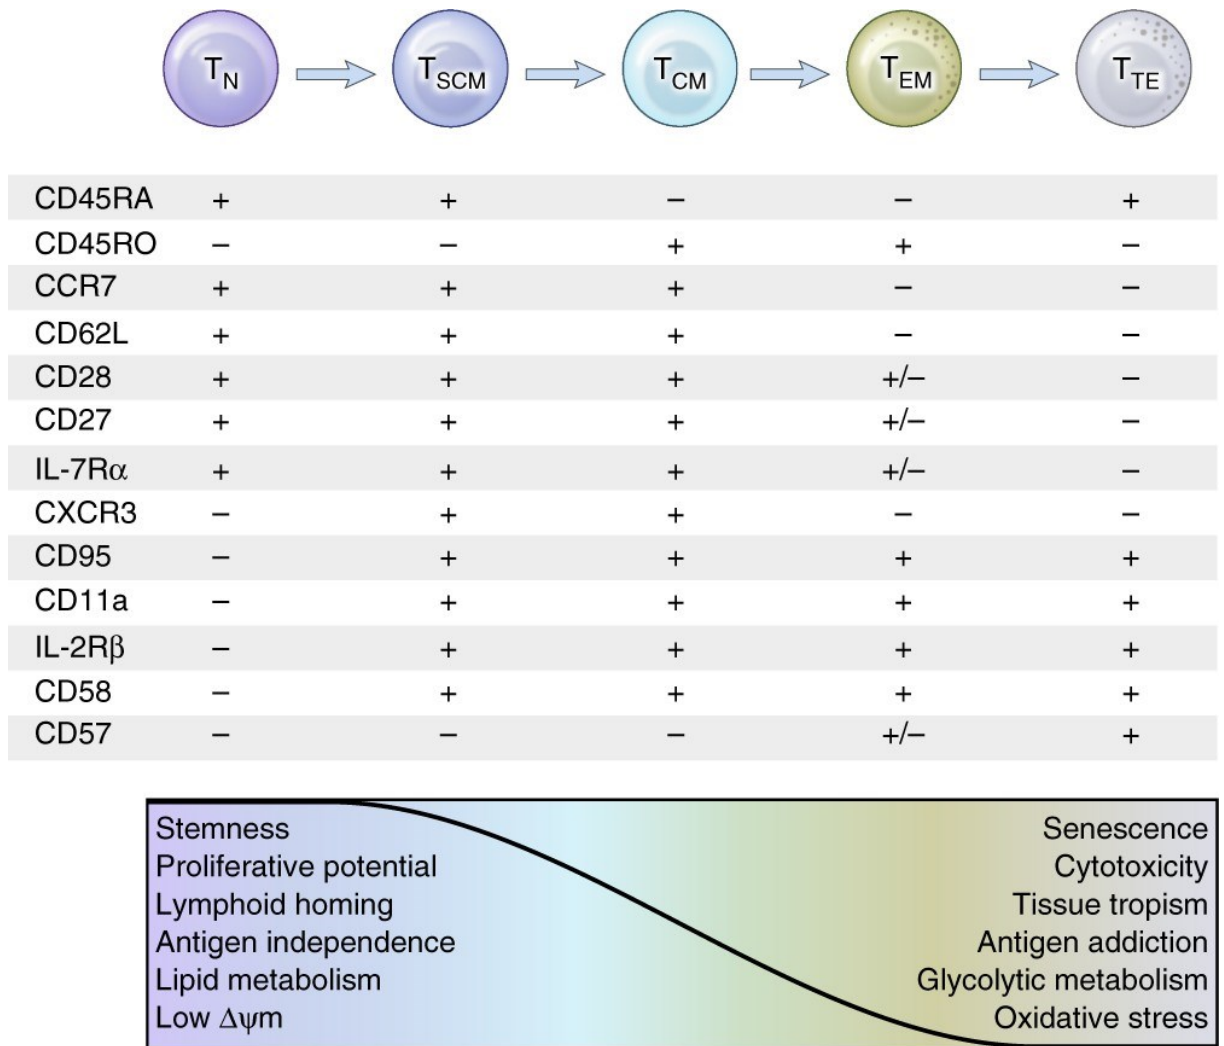 TN TSCM TCM TEM TTE
CD45RA + + – – +
CD45RO – – + + –
CCR7 + + + – –
CD62L + + + – –
CD28 + + + +/– –
CD27 + + + +/– –
IL-7Rα + + + +/– –
CXCR3 – + + – –
CD95 – + + + +
CD11a – + + + +
IL-2Rβ – + + + +
CD58 – + + + +
CD57 – – – +/– +
Stemness Senescence
Proliferative potential Cytotoxicity
Lymphoid homing Tissue tropism
Antigen independence Antigen addiction
Lipid metabolism Glycolytic metabolism
Low Δψm Oxidative stress